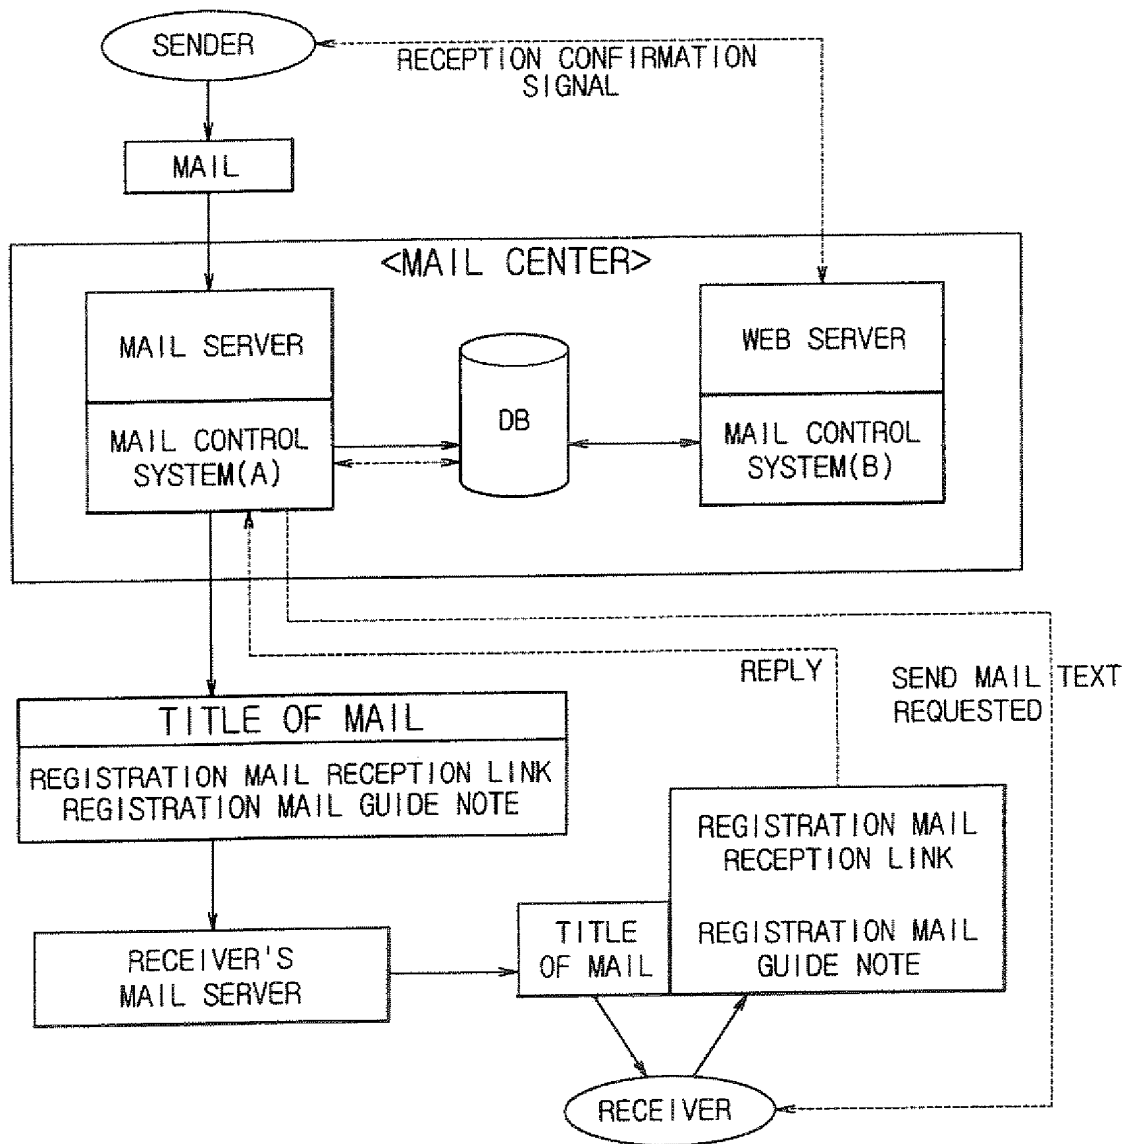 SENDER
RECEPTION CONFIRMATION
SIGNAL
MAIL
<MAIL CENTER>
MAIL SERVER
MAIL CONTROL
SYSTEM(A)
DB
WEB SERVER
MAIL CONTROL
SYSTEM(B)
REPLY
SEND MAIL TEXT
REQUESTED
TITLE OF MAIL
REGISTRATION MAIL RECEPTION LINK
REGISTRATION MAIL GUIDE NOTE
RECEIVER'S
MAIL SERVER
TITLE
OF MAIL
REGISTRATION MAIL
RECEPTION LINK
REGISTRATION MAIL
GUIDE NOTE
RECEIVER